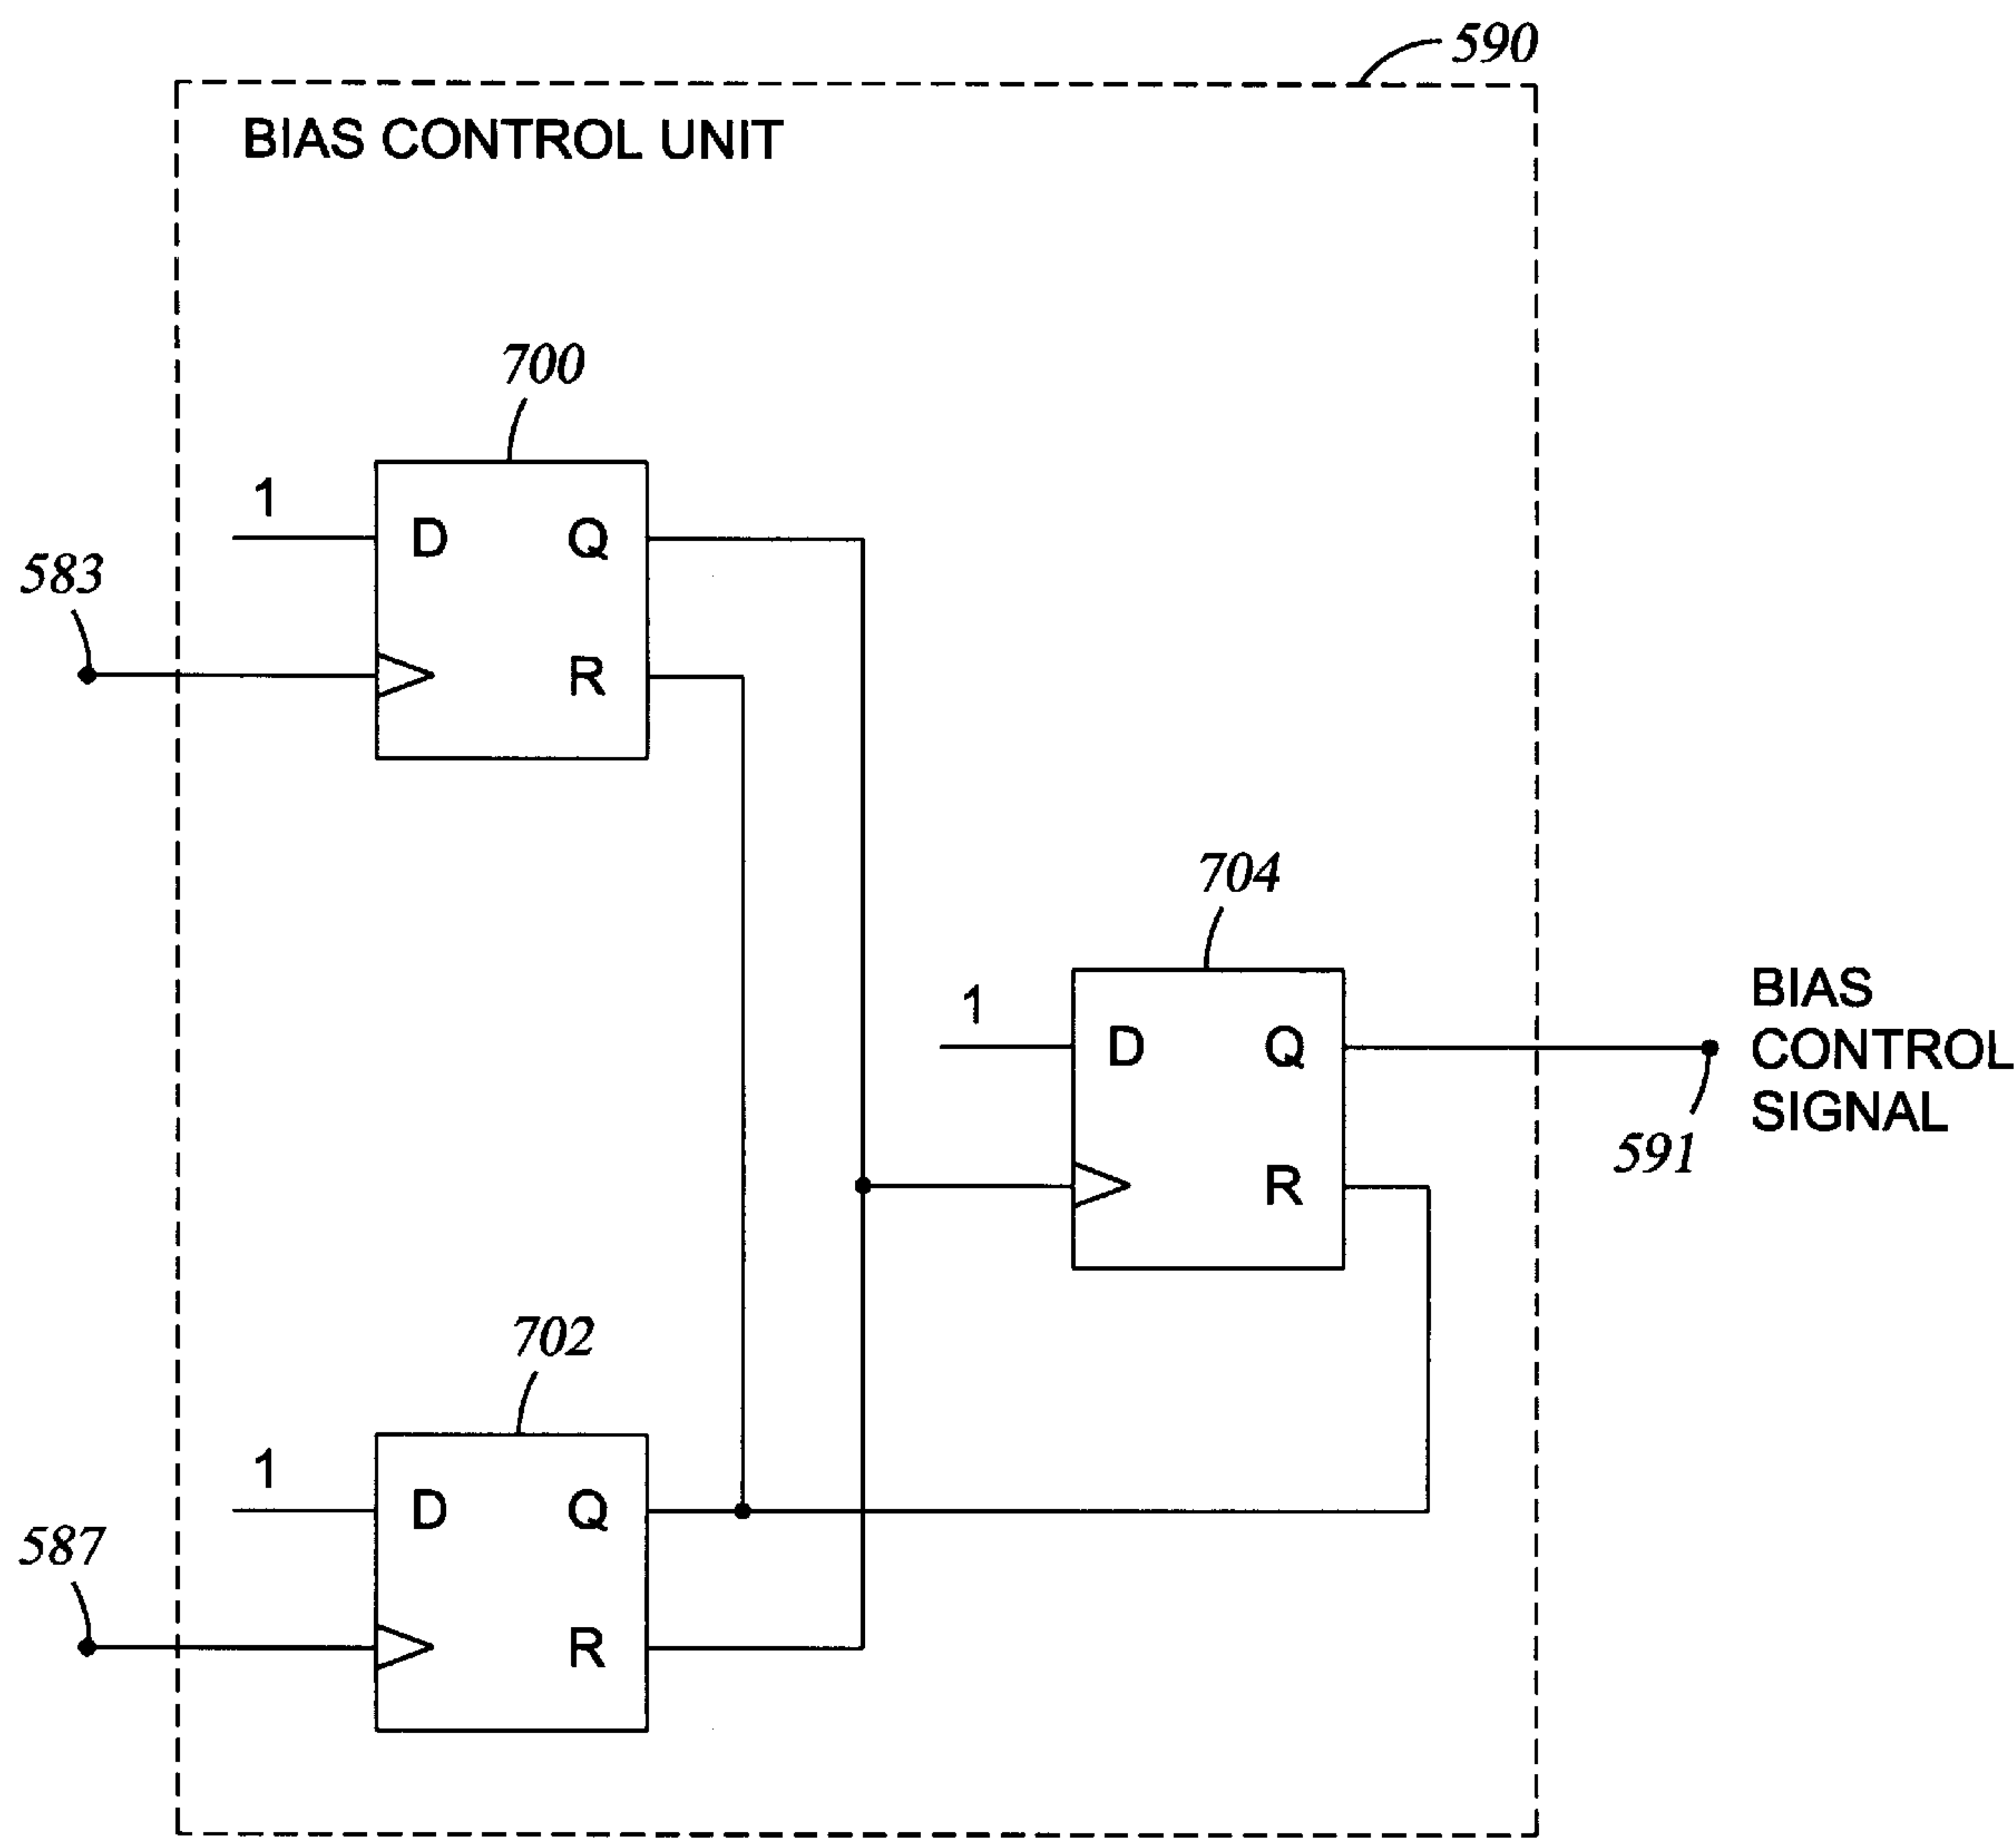 590
BIAS CONTROL UNIT
700
1
D Q
583
R
704
1
D Q
BIAS
CONTROL
SIGNAL
591
R
702
1
D Q
587
R